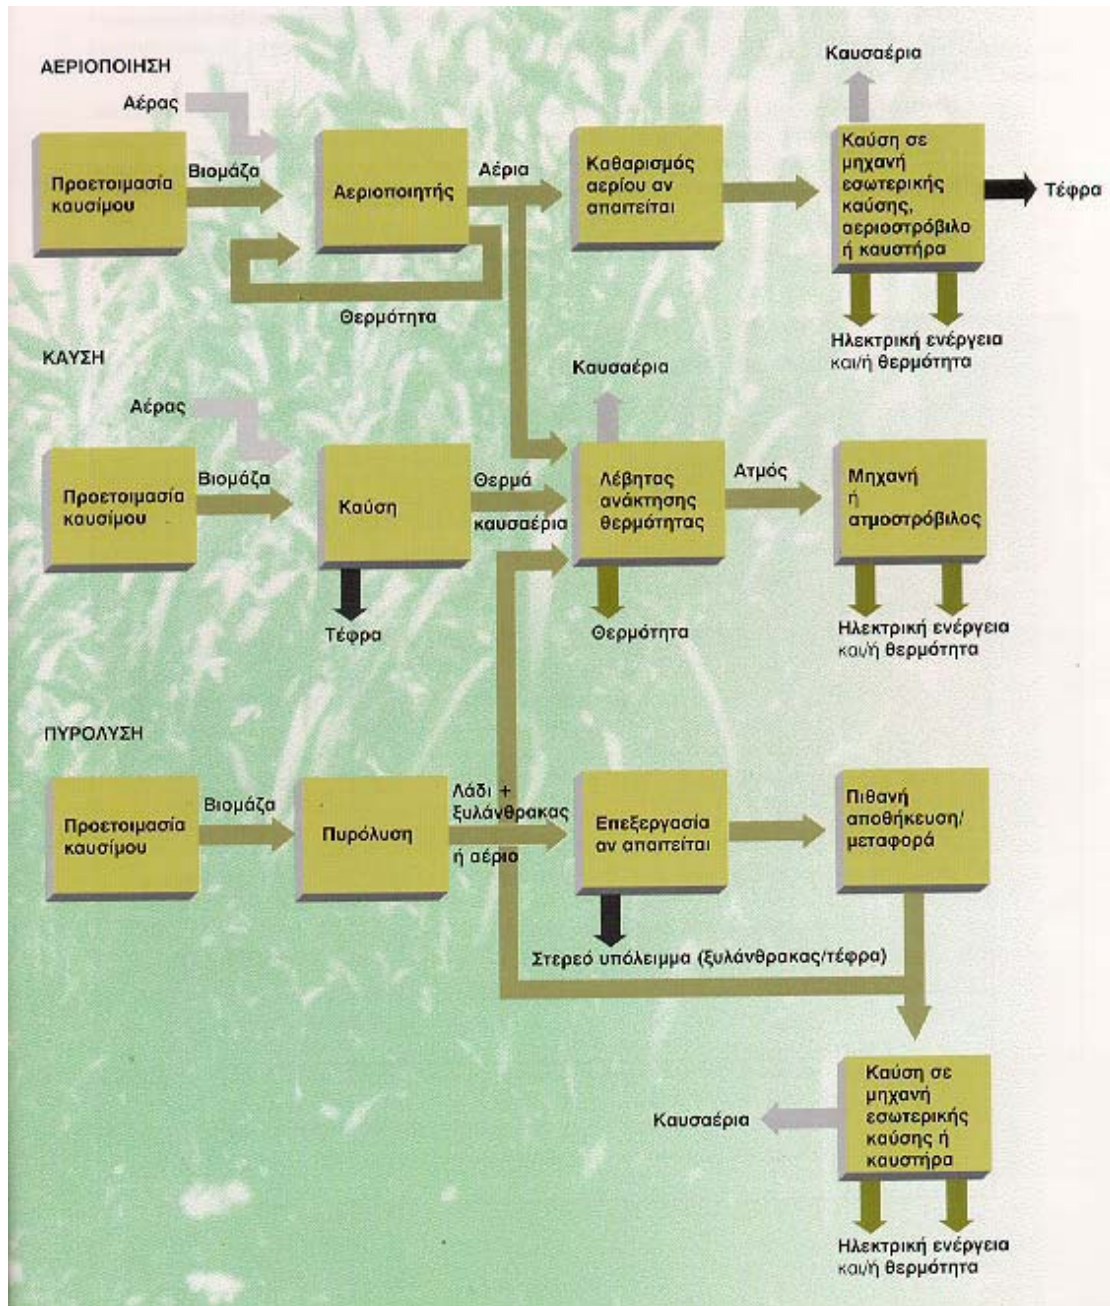 ΑΕΡΙΟΠΟΙΗΣΗ
Αέρας
Προετοιμασία
καυσίμου
Βιομάζα
Αεριοποιητής
Αέρια
Καθαρισμός
αερίου αν
απαιτείται
Καυσαέρια
Καύση σε
μηχανή
εσωτερικής
καύσης,
αεριοστρόβιλο
ή καυστήρα
Τέφρα
Θερμότητα
Ηλεκτρική ενέργεια
και/ή θερμότητα
ΚΑΥΣΗ
Αέρας
Προετοιμασία
καυσίμου
Βιομάζα
Καύση
Τέφρα
Θερμά
καυσαέρια
Καυσαέρια
Λέβητας
ανάκτησης
θερμότητας
Θερμότητα
Ατμός
Μηχανή
ή
ατμοστρόβιλος
Ηλεκτρική ενέργεια
και/ή θερμότητα
ΠΥΡΟΛΥΣΗ
Προετοιμασία
καυσίμου
Βιομάζα
Πυρόλυση
Λάδι +
ξυλάνθρακας
ή αέριο
Επεξεργασία
αν απαιτείται
Στερεό υπόλειμμα (ξυλάνθρακας/τέφρα)
Πιθανή
αποθήκευση/
μεταφορά
Καυσαέρια
Καύση σε
μηχανή
εσωτερικής
καύσης ή
καυστήρα
Ηλεκτρική ενέργεια
και/ή θερμότητα